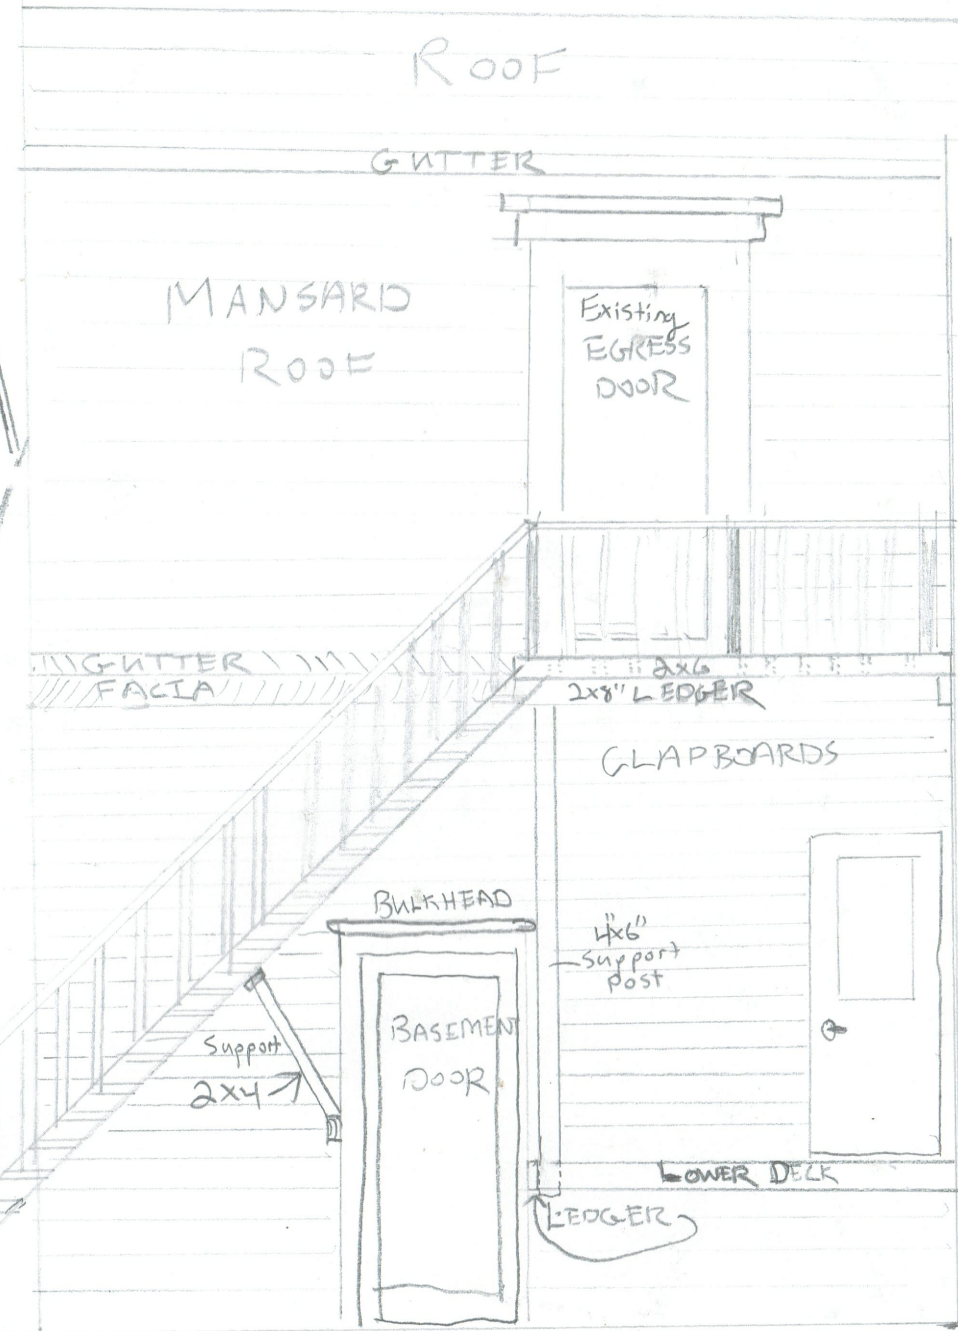 ROOF
GUTTER
MANSARD
ROOF
Existing
EGRESS
DOOR
GUTTER
FACIA
2x6
2x8" LEDGER
CLAPBOARDS
BULKHEAD
4"x6"
Support
post
BASEMENT
DOOR
Support
2x4
LOWER DECK
LEDGER